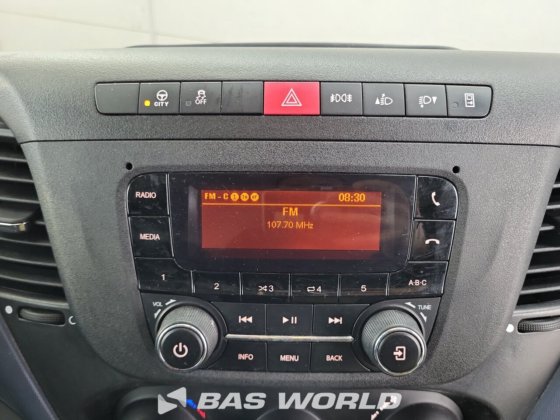 CITY
OFF
FM - C
08:30
FM
107.70 MHz
RADIO
MEDIA
1 2 3 4 5 A·B·C
VOL
TUNE
INFO MENU BACK
BAS WORLD